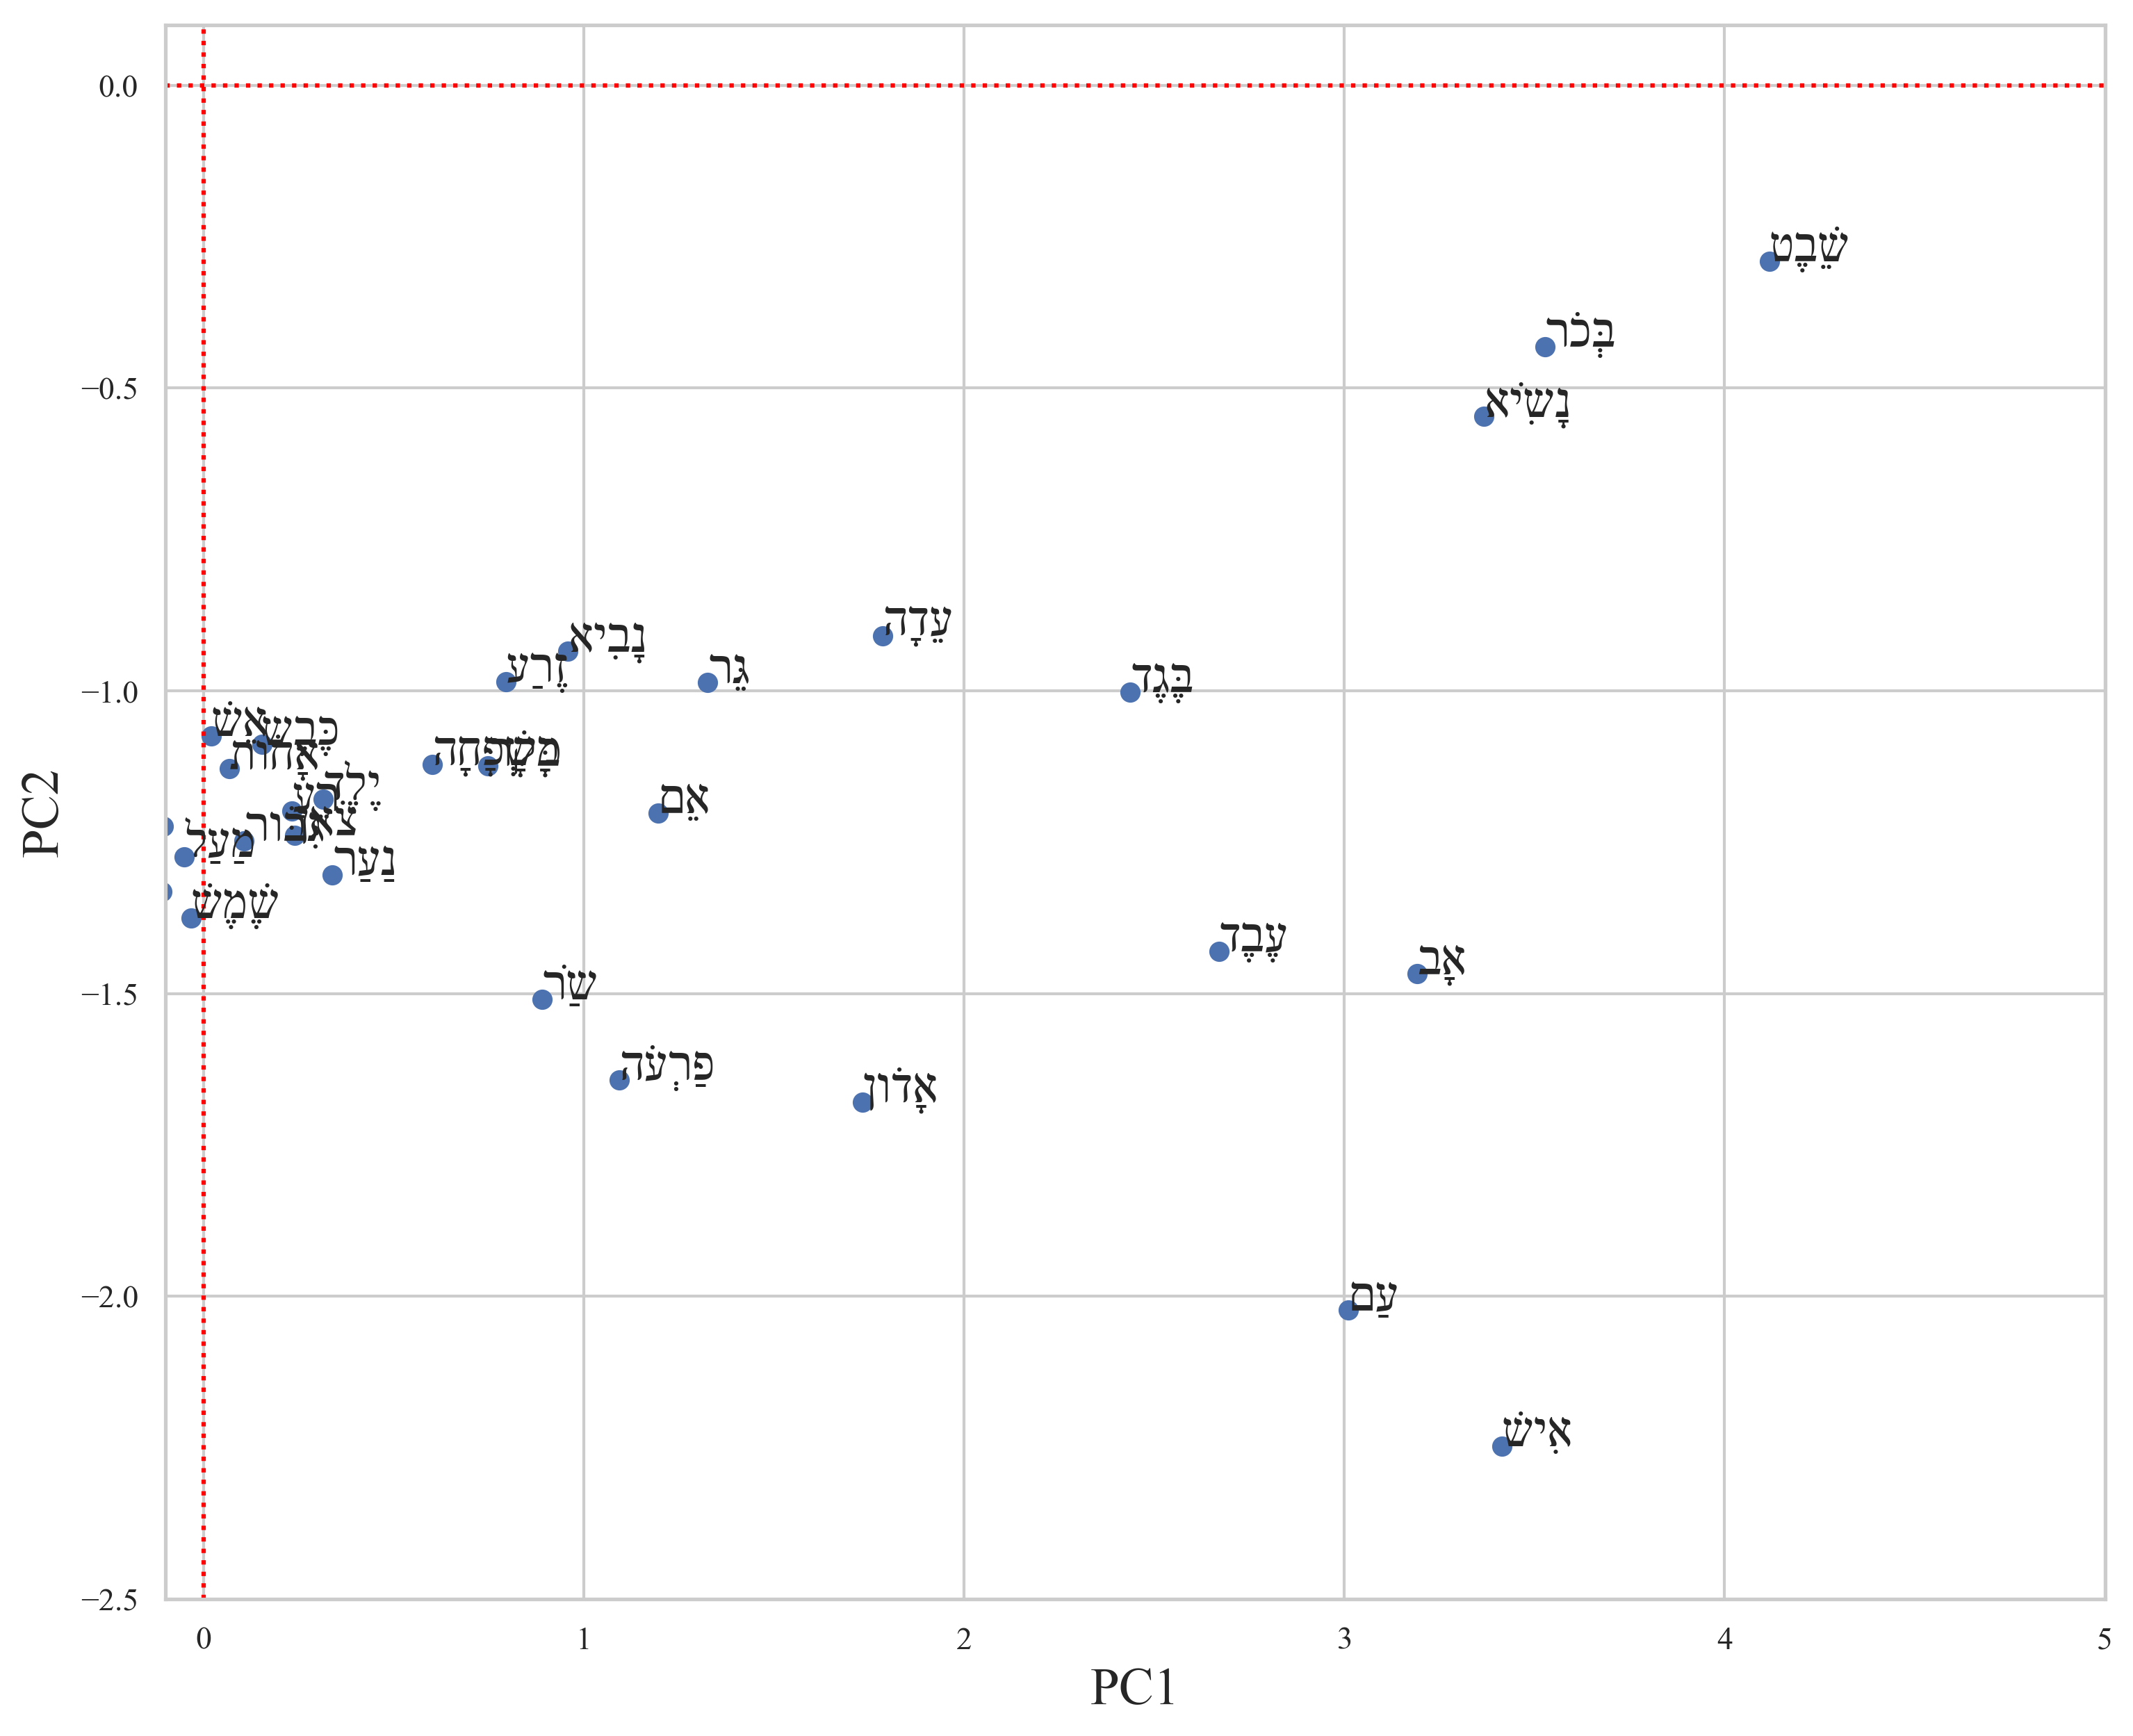 0.0
שֵׁבֶט
בְּכֹר
−0.5
נָשִׂיא
עֵדָה
נָבִיא
זֶרַע
גֵּר
בֶּגֶד
−1.0
כֶּבֶשׂ
אֵשׁ
אָחוֹר
מִשְׁפָּחָה
יֶלֶד
אֵם
מַעַל
נַעַר
שֶׁמֶשׁ
עֶבֶד
אָב
−1.5
שַׂר
פַּרְעֹה
אָדוֹן
−2.0
עַם
אִישׁ
−2.5
0 1 2 3 4 5
PC1
PC2